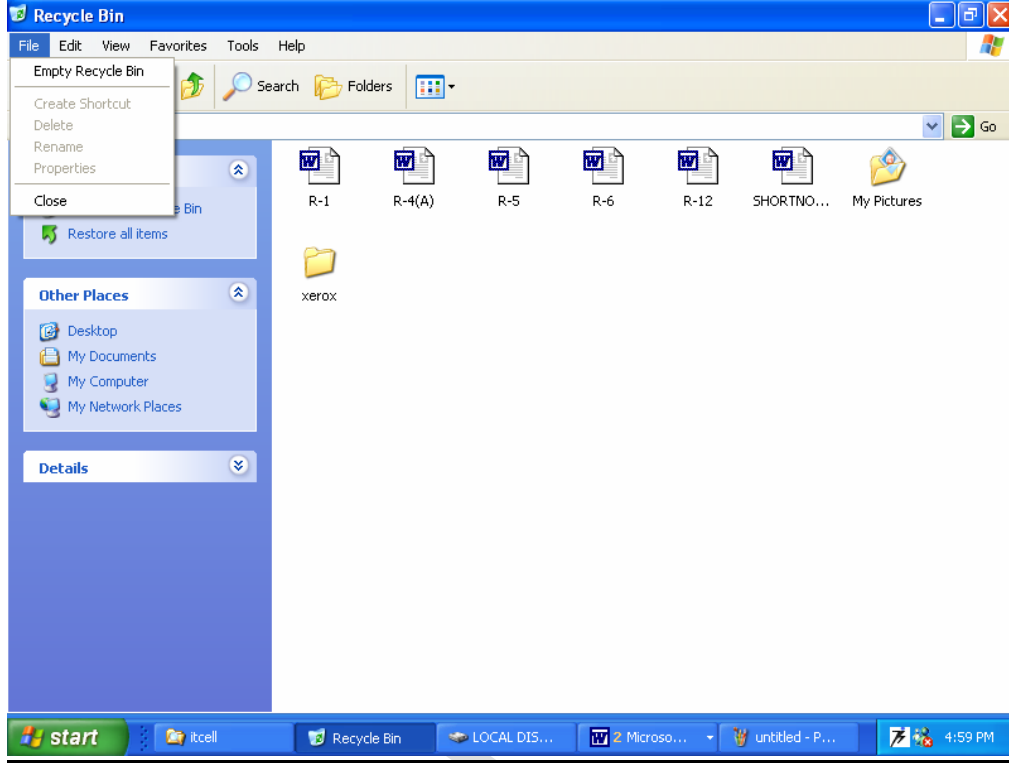 Recycle Bin
File Edit View Favorites Tools Help
Empty Recycle Bin
Create Shortcut
Delete
Rename
Properties
Close
Search Folders
Go
e Bin
Restore all items
Other Places
Desktop
My Documents
My Computer
My Network Places
Details
R-1 R-4(A) R-5 R-6 R-12 SHORTNO... My Pictures
xerox
start itcell Recycle Bin LOCAL DIS... 2 Microso... untitled - P... 4:59 PM